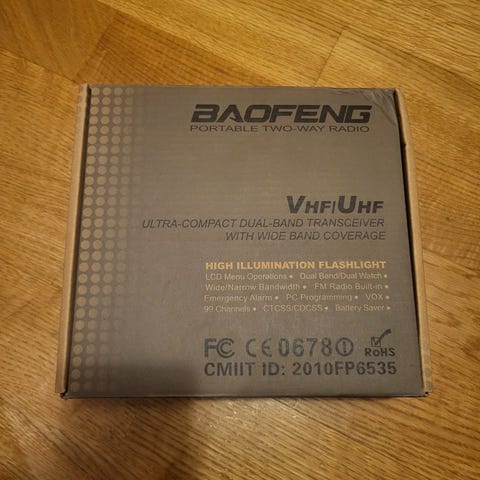 BAOFENG
PORTABLE TWO-WAY RADIO
VHF/UHF
ULTRA-COMPACT DUAL-BAND TRANSCEIVER
WITH WIDE BAND COVERAGE
HIGH ILLUMINATION FLASHLIGHT
LCD Menu Operations ● Dual Band/Dual Watch ●
Wide/Narrow Bandwidth ● FM Radio Built-in ●
Emergency Alarm ● PC Programming ● VOX ●
99 Channels ● CTCSS/CDCSS ● Battery Saver ●
FC CE0678 RoHS
CMIIT ID: 2010FP6535